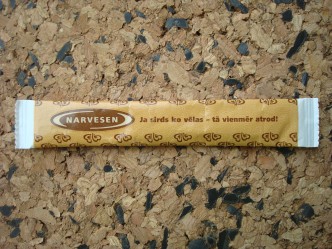 NARVESEN
Ja sirds ko vēlas – tā vienmēr atrod!